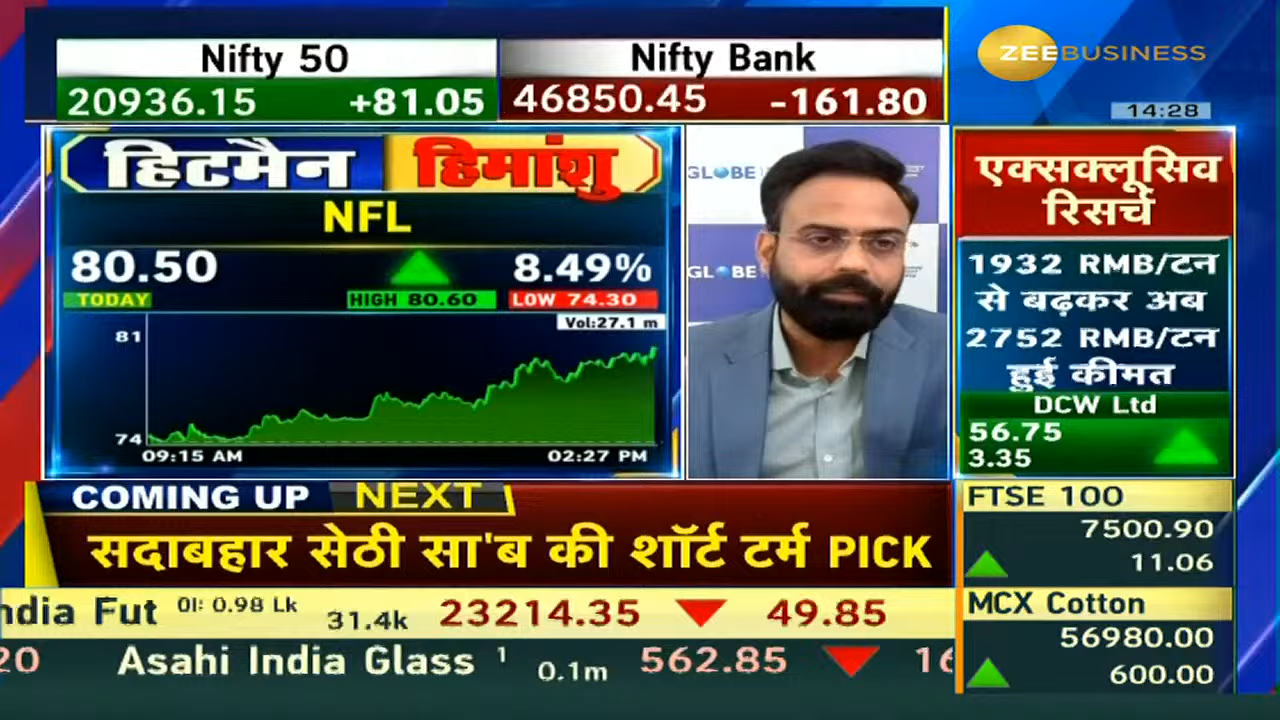 Nifty 50
20936.15 +81.05
Nifty Bank
46850.45 -161.80
ZEEBUSINESS
14:28
हिटमैन हिमांशु
NFL
80.50 8.49%
TODAY HIGH 80.60 LOW 74.30
Vol:27.1 m
81
74
09:15 AM 02:27 PM
GLOBE
GLOBE
एक्सक्लूसिव
रिसर्च
1932 RMB/टन
से बढ़कर अब
2752 RMB/टन
हुई कीमत
DCW Ltd
56.75
3.35
COMING UP NEXT
सदाबहार सेठी सा'ब की शॉर्ट टर्म PICK
FTSE 100
7500.90
11.06
MCX Cotton
56980.00
600.00
ndia Fut OI: 0.98 Lk 31.4k 23214.35 49.85
20 Asahi India Glass 1 0.1m 562.85 16